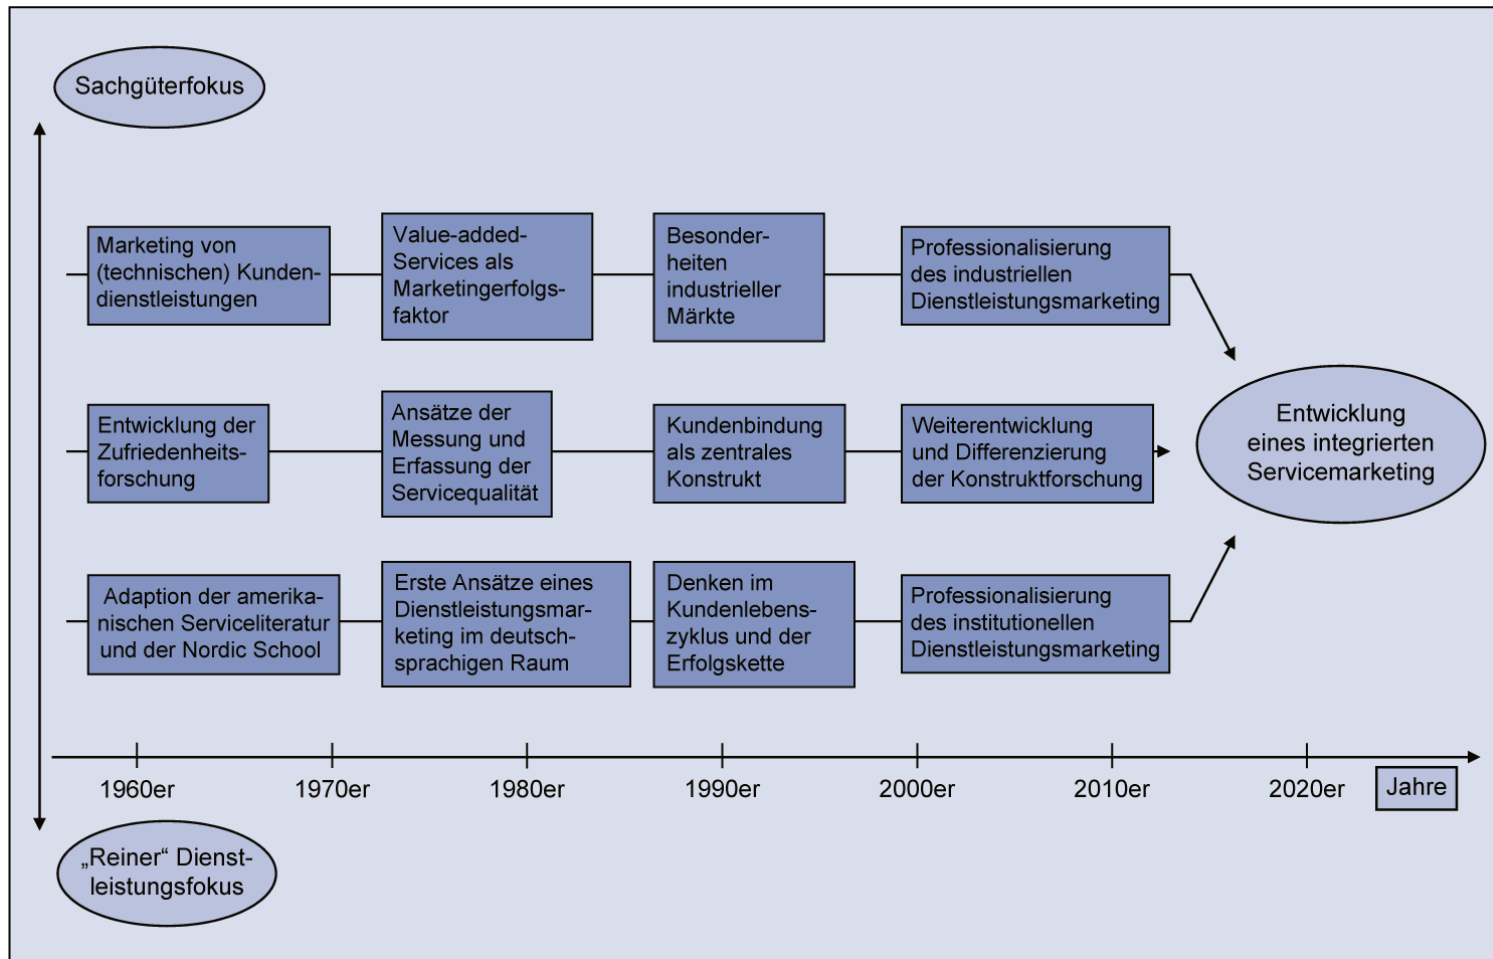 Sachgüterfokus
Marketing von
(technischen) Kunden-
dienstleistungen
Value-added-
Services als
Marketingerfolgs-
faktor
Besonder-
heiten
industrieller
Märkte
Professionalisierung
des industriellen
Dienstleistungsmarketing
Entwicklung der
Zufriedenheits-
forschung
Ansätze der
Messung und
Erfassung der
Servicequalität
Kundenbindung
als zentrales
Konstrukt
Weiterentwicklung
und Differenzierung
der Konstruktforschung
Entwicklung
eines integrierten
Servicemarketing
Adaption der amerika-
nischen Serviceliteratur
und der Nordic School
Erste Ansätze eines
Dienstleistungsmar-
keting im deutsch-
sprachigen Raum
Denken im
Kundenlebens-
zyklus und der
Erfolgskette
Professionalisierung
des institutionellen
Dienstleistungsmarketing
1960er 1970er 1980er 1990er 2000er 2010er 2020er Jahre
„Reiner“ Dienst-
leistungsfokus